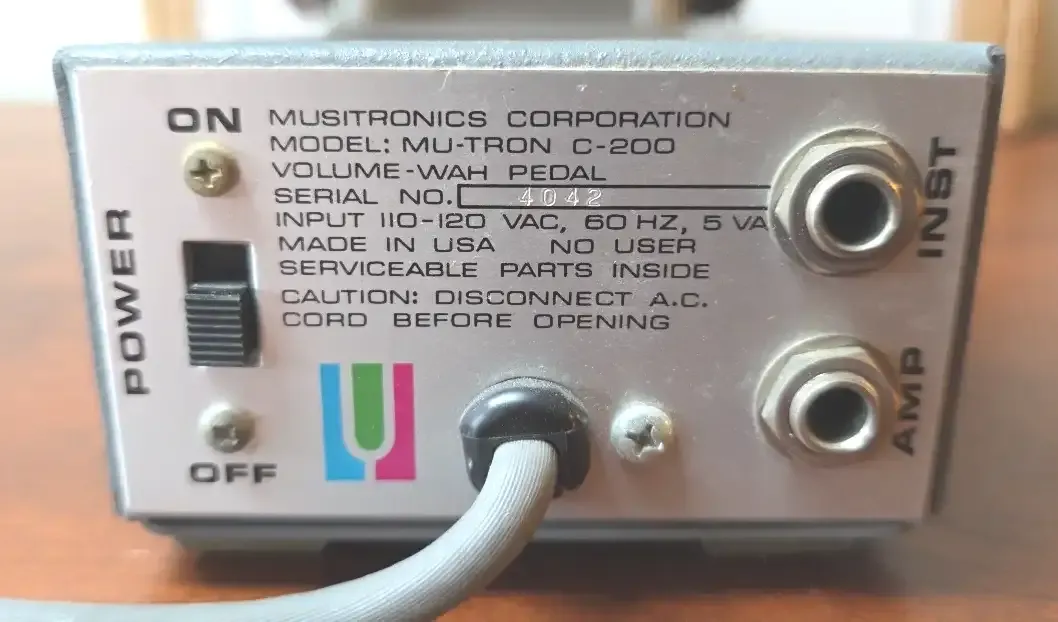 ON
MUSITRONICS CORPORATION
MODEL: MU-TRON C-200
VOLUME-WAH PEDAL
SERIAL NO. 4042
INPUT 110-120 VAC, 60 HZ, 5 VA
MADE IN USA NO USER
SERVICEABLE PARTS INSIDE
CAUTION: DISCONNECT A.C.
CORD BEFORE OPENING
POWER
OFF
INST
AMP